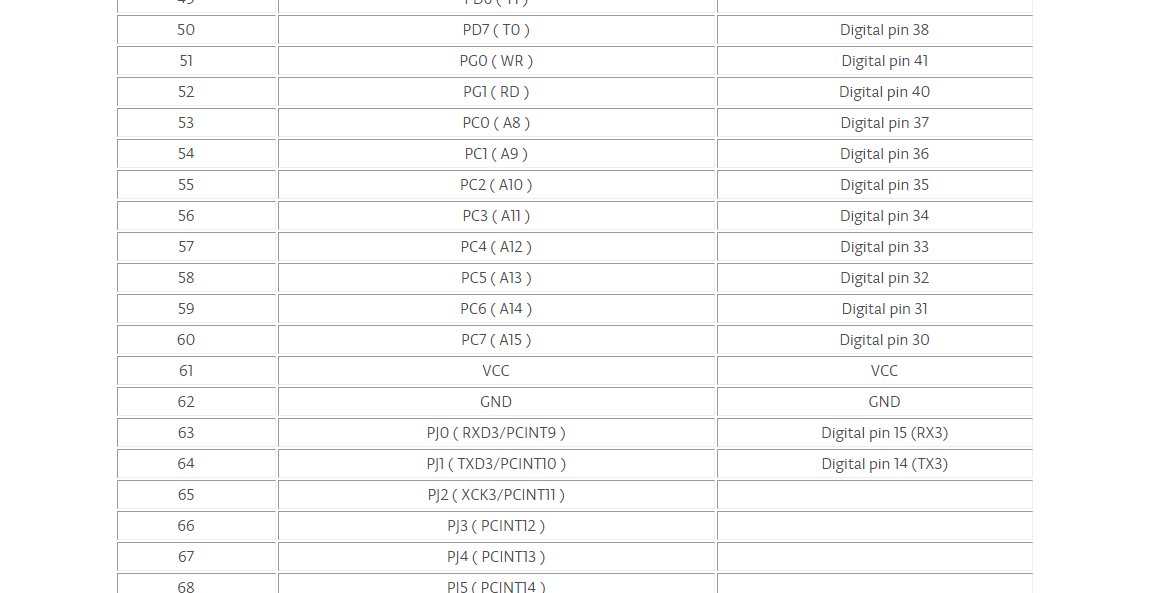 50 PD7 ( T0 ) Digital pin 38
51 PG0 ( WR ) Digital pin 41
52 PG1 ( RD ) Digital pin 40
53 PC0 ( A8 ) Digital pin 37
54 PC1 ( A9 ) Digital pin 36
55 PC2 ( A10 ) Digital pin 35
56 PC3 ( A11 ) Digital pin 34
57 PC4 ( A12 ) Digital pin 33
58 PC5 ( A13 ) Digital pin 32
59 PC6 ( A14 ) Digital pin 31
60 PC7 ( A15 ) Digital pin 30
61 VCC VCC
62 GND GND
63 PJ0 ( RXD3/PCINT9 ) Digital pin 15 (RX3)
64 PJ1 ( TXD3/PCINT10 ) Digital pin 14 (TX3)
65 PJ2 ( XCK3/PCINT11 )
66 PJ3 ( PCINT12 )
67 PJ4 ( PCINT13 )
68 PJ5 ( PCINT14 )